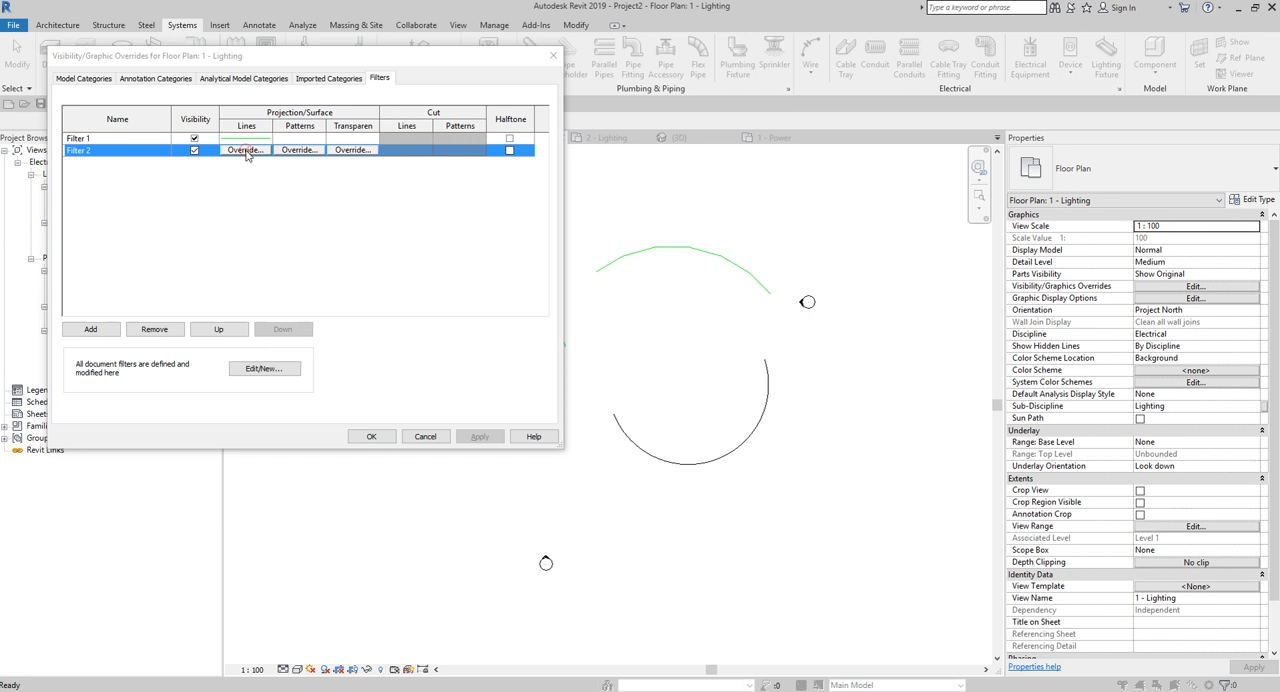 Autodesk Revit 2019 - Project2 - Floor Plan: 1 - Lighting
Type a keyword or phrase
Sign In
File Architecture Structure Steel Systems Insert Annotate Analyze Massing & Site Collaborate View Manage Add-Ins Modify
Modify
Select
Parallel Pipes
Pipe Fitting
Pipe Accessory
Flex Pipe
Plumbing Fixture
Sprinkler
Wire
Cable Tray
Conduit
Parallel Conduits
Cable Tray Fitting
Conduit Fitting
Electrical Equipment
Device
Lighting Fixture
Component
Set
Show
Ref Plane
Viewer
Plumbing & Piping
Electrical
Model
Work Plane
Visibility/Graphic Overrides for Floor Plan: 1 - Lighting
Model Categories Annotation Categories Analytical Model Categories Imported Categories Filters
Name Visibility Projection/Surface Cut Halftone
Lines Patterns Transparen Lines Patterns
Filter 1
Filter 2 Override... Override... Override...
Add Remove Up Down
All document filters are defined and
modified here
Edit/New...
OK Cancel Apply Help
Project Brows
Views
Electi
Legen
Sched
Sheets
Famili
Group
Revit Links
2 - Lighting
{3D}
1 - Power
Properties
Floor Plan
Floor Plan: 1 - Lighting Edit Type
Graphics
View Scale 1 : 100
Scale Value 1: 100
Display Model Normal
Detail Level Medium
Parts Visibility Show Original
Visibility/Graphics Overrides Edit...
Graphic Display Options Edit...
Orientation Project North
Wall Join Display Clean all wall joins
Discipline Electrical
Show Hidden Lines By Discipline
Color Scheme Location Background
Color Scheme <none>
System Color Schemes Edit...
Default Analysis Display Style None
Sub-Discipline Lighting
Sun Path
Underlay
Range: Base Level None
Range: Top Level Unbounded
Underlay Orientation Look down
Extents
Crop View
Crop Region Visible
Annotation Crop
View Range Edit...
Associated Level Level 1
Scope Box None
Depth Clipping No clip
Identity Data
View Template <None>
View Name 1 - Lighting
Dependency Independent
Title on Sheet
Referencing Sheet
Referencing Detail
Phasing
Properties help Apply
1 : 100
Ready
:0
Main Model
:0